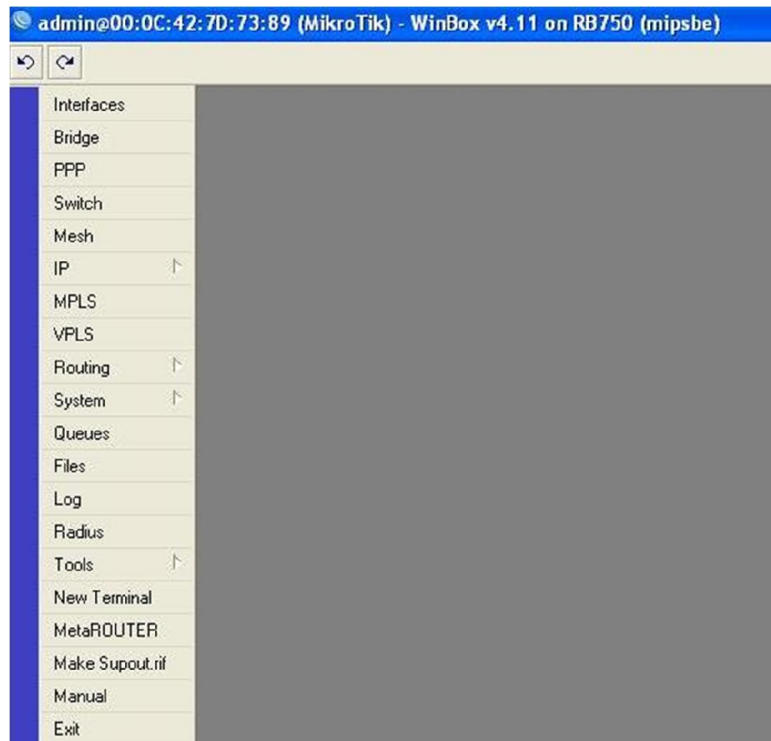 admin@00:0C:42:7D:73:89 (MikroTik) - WinBox v4.11 on RB750 (mipsbe)
Interfaces
Bridge
PPP
Switch
Mesh
IP
MPLS
VPLS
Routing
System
Queues
Files
Log
Radius
Tools
New Terminal
MetaROUTER
Make Supout.rif
Manual
Exit